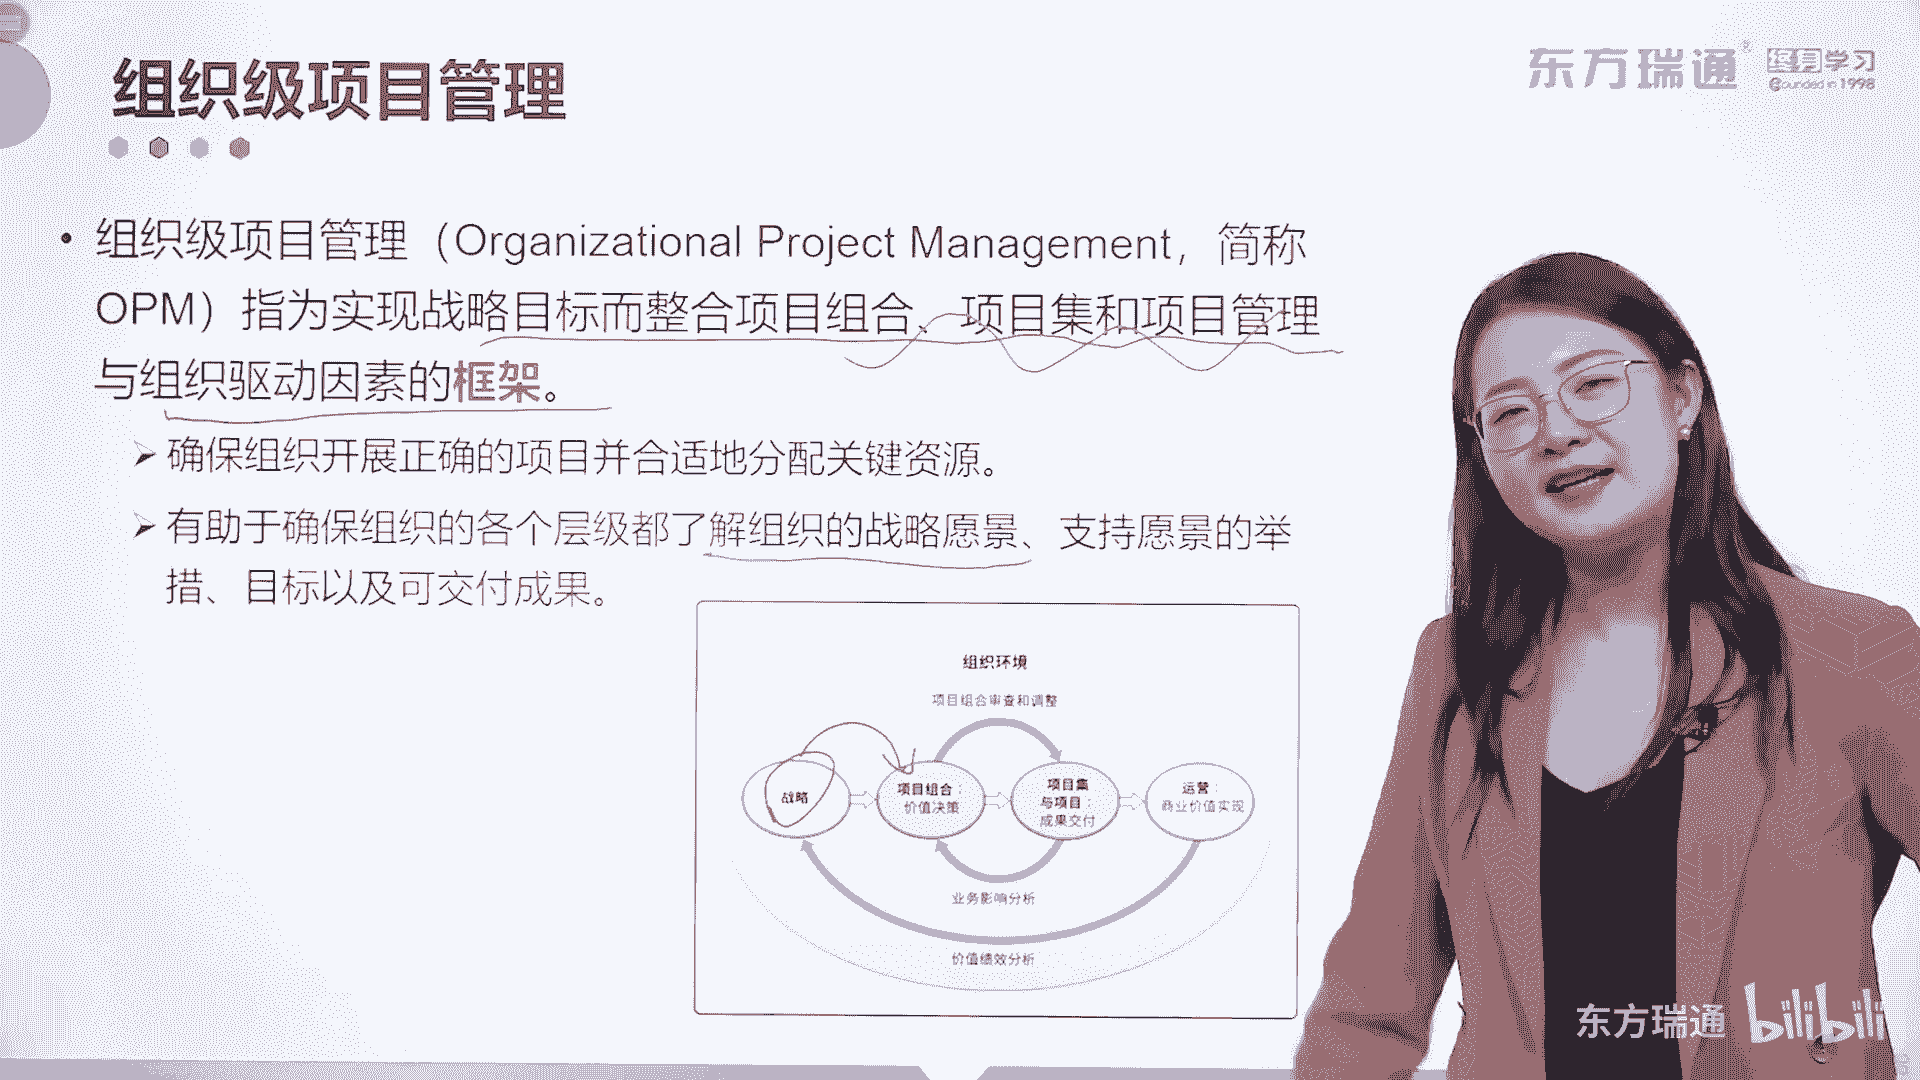 组织级项目管理
东方瑞通
终身学习
Founded in 1998
• 组织级项目管理（Organizational Project Management，简称
OPM）指为实现战略目标而整合项目组合、项目集和项目管理
与组织驱动因素的框架。
➢ 确保组织开展正确的项目并合适地分配关键资源。
➢ 有助于确保组织的各个层级都了解组织的战略愿景、支持愿景的举
措、目标以及可交付成果。
组织环境
项目组合审查和调整
战略
项目组合：
价值决策
项目集
与项目：
成果交付
运营：
商业价值实现
业务影响分析
价值绩效分析
东方瑞通
bilibili